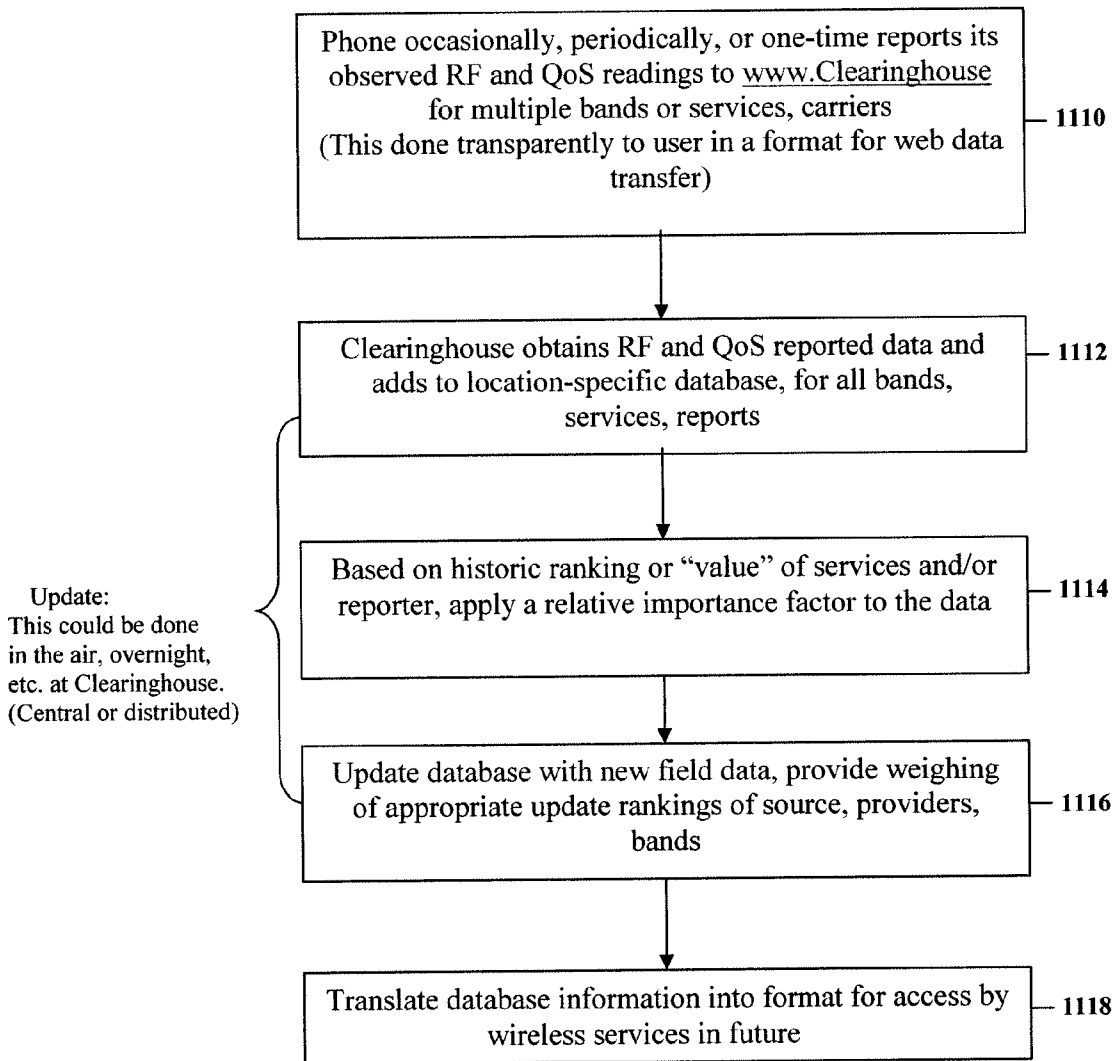 Phone occasionally, periodically, or one-time reports its
observed RF and QoS readings to www.Clearinghouse
for multiple bands or services, carriers
(This done transparently to user in a format for web data
transfer)
1110
Clearinghouse obtains RF and QoS reported data and
adds to location-specific database, for all bands,
services, reports
1112
Based on historic ranking or “value” of services and/or
reporter, apply a relative importance factor to the data
1114
Update:
This could be done
in the air, overnight,
etc. at Clearinghouse.
(Central or distributed)
Update database with new field data, provide weighing
of appropriate update rankings of source, providers,
bands
1116
Translate database information into format for access by
wireless services in future
1118